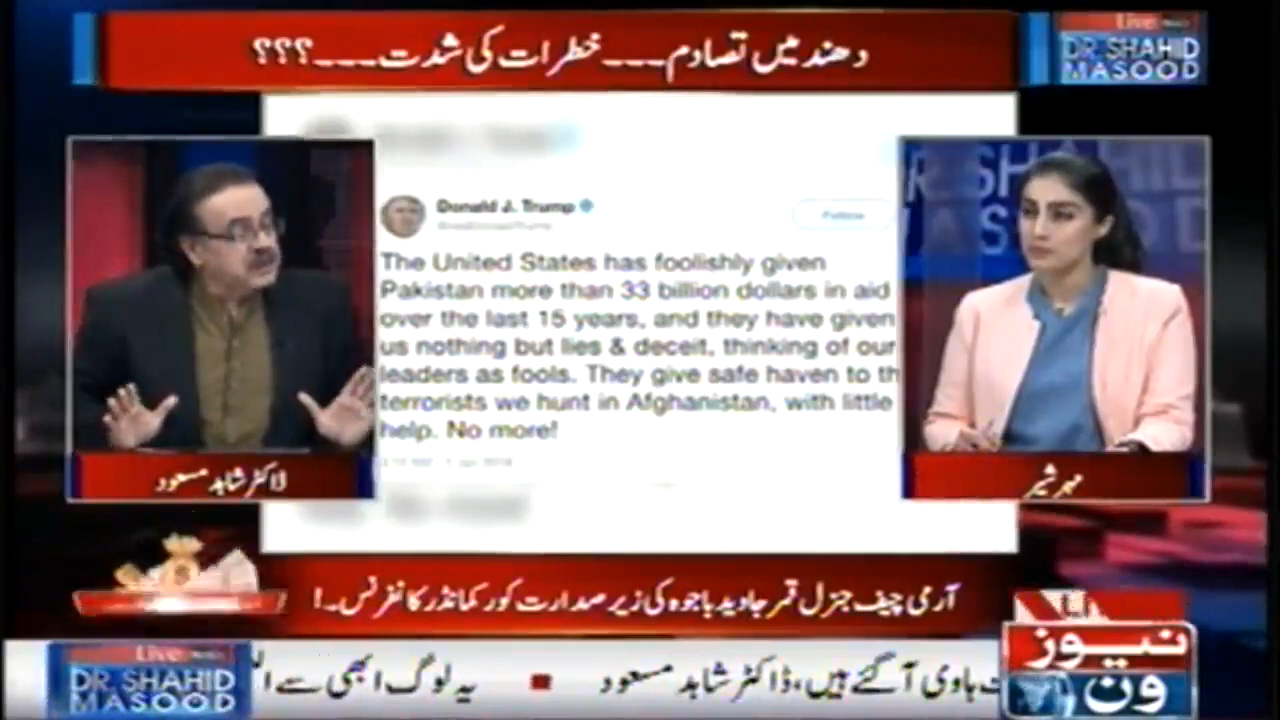 دھند میں تصادم۔۔۔ خطرات کی شدت۔۔۔۔؟؟؟
Live
DR. SHAHID
MASOOD
Donald J. Trump
Follow
The United States has foolishly given
Pakistan more than 33 billion dollars in aid
over the last 15 years, and they have given
us nothing but lies & deceit, thinking of our
leaders as fools. They give safe haven to th
terrorists we hunt in Afghanistan, with little
help. No more!
ڈاکٹر شاہد مسعود
مہر شیر
آرمی چیف جنرل قمر جاوید باجوہ کی زیر صدارت کور کمانڈر کانفرنس۔!
Live
DR. SHAHID
MASOOD
ہاوی آگئے ہیں، ڈاکٹر شاہد مسعود ■ یہ لوگ ابھی سے
نیوز
ون